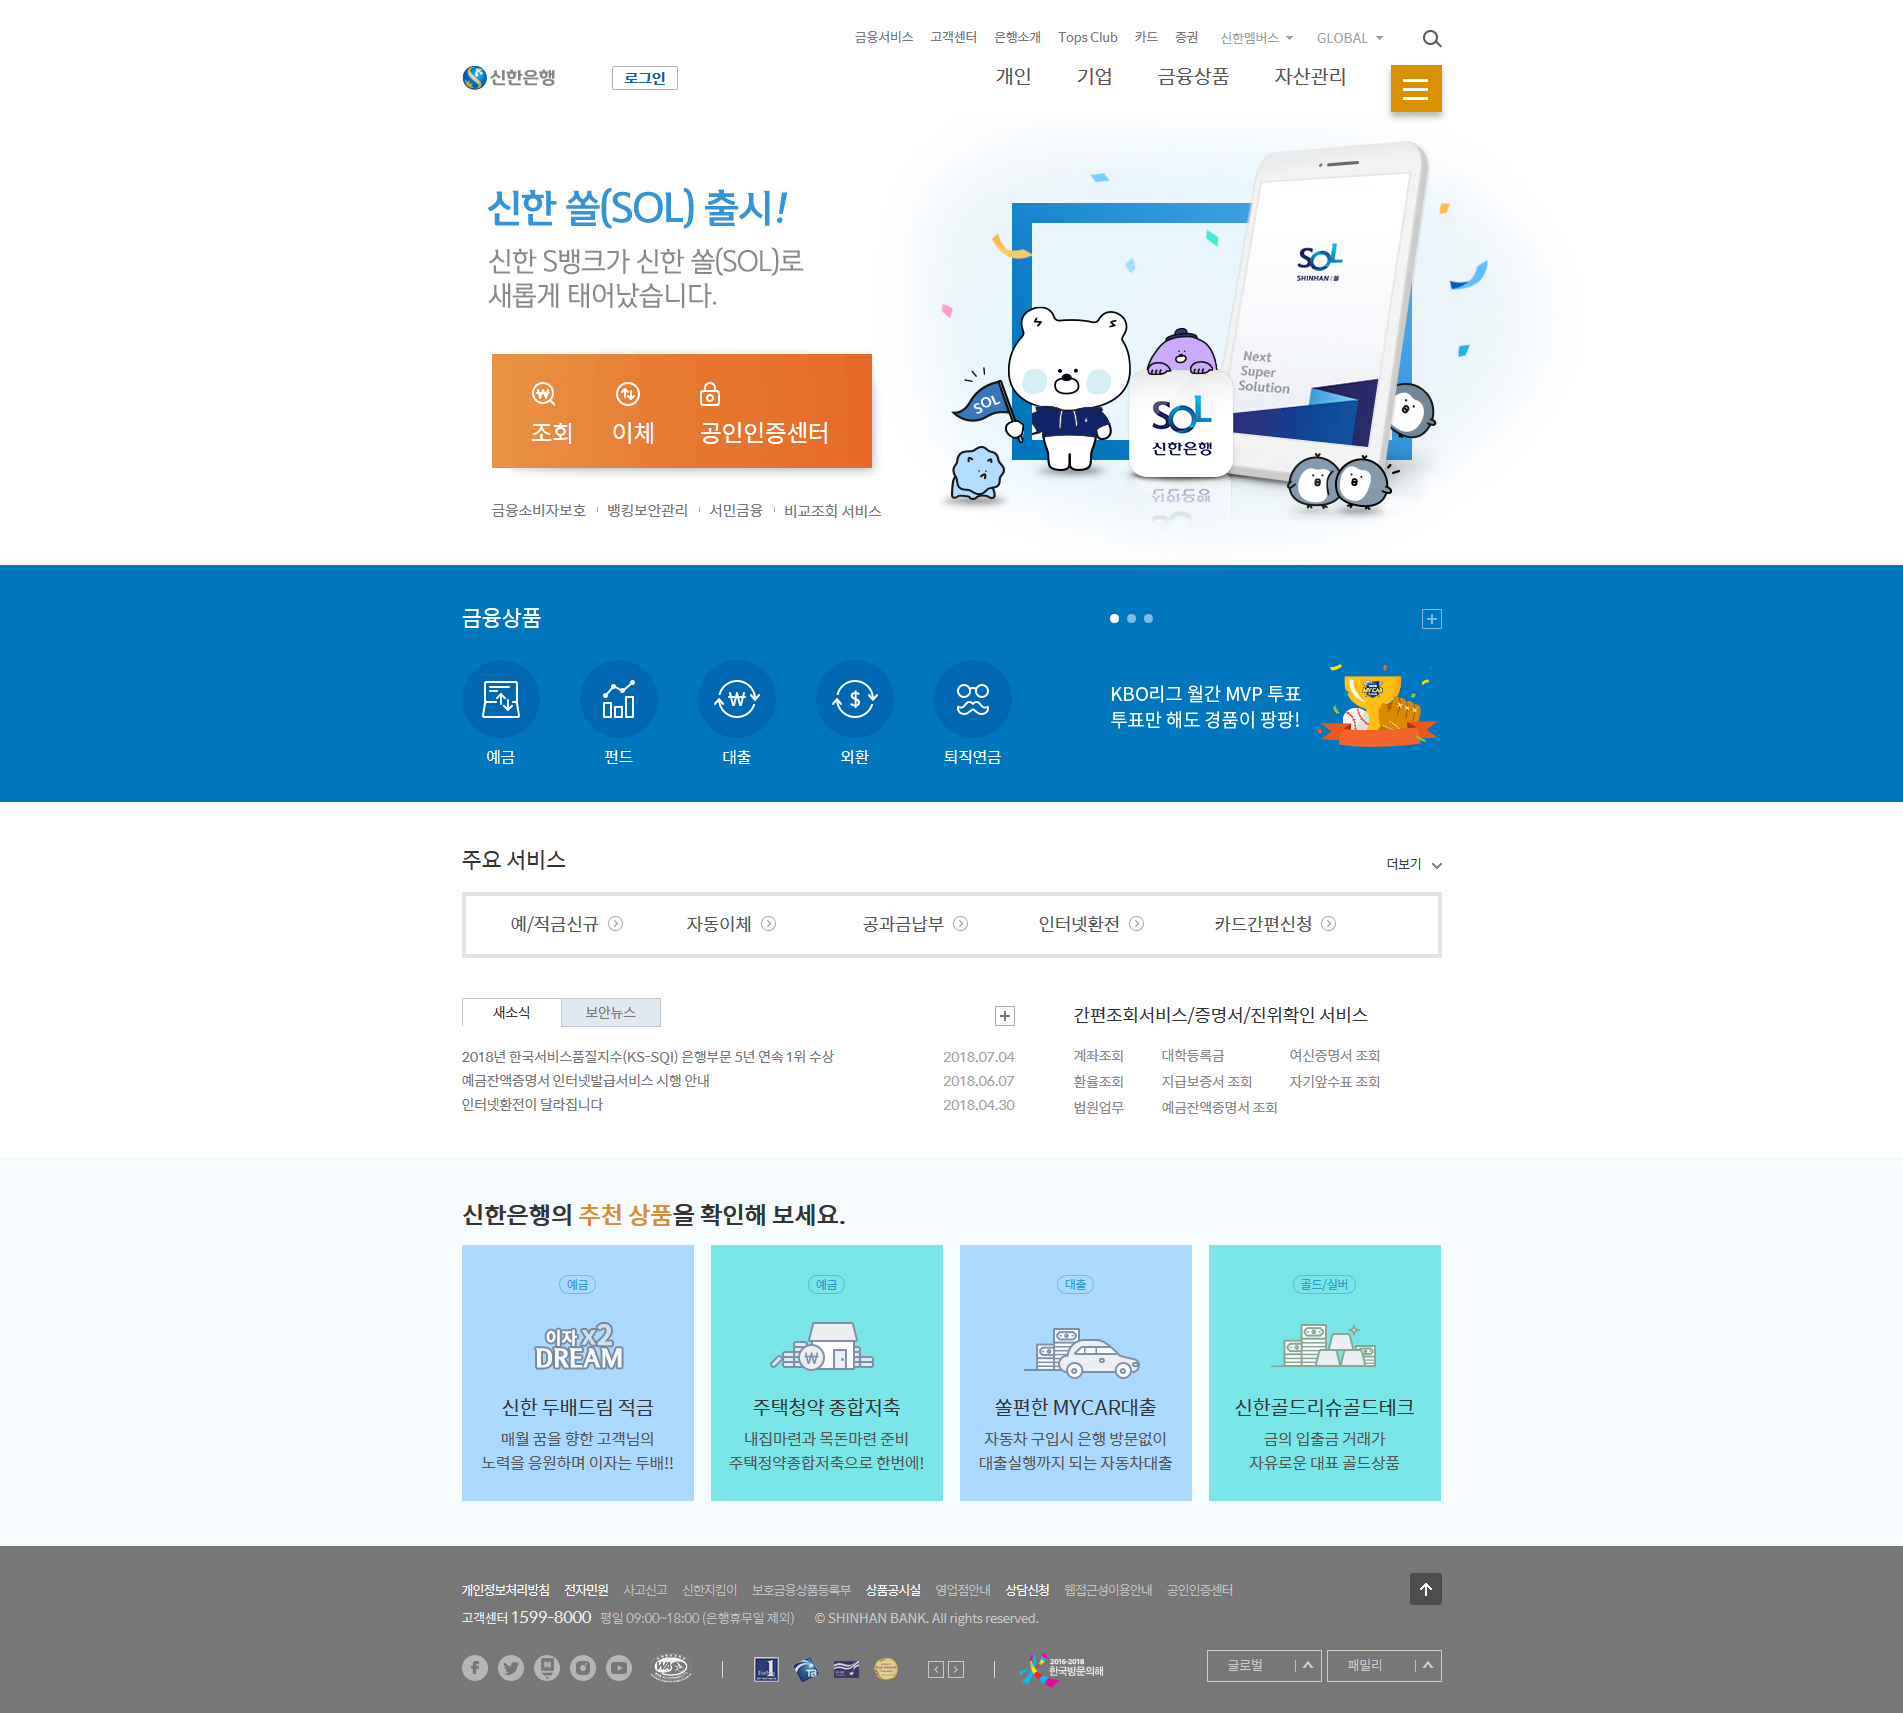 금융서비스 고객센터 은행소개 Tops Club 카드 증권 신한멤버스 GLOBAL
신한은행 로그인 개인 기업 금융상품 자산관리
신한 쏠(SOL) 출시!
신한 S뱅크가 신한 쏠(SOL)로
새롭게 태어났습니다.
조회 이체 공인인증센터
금융소비자보호 뱅킹보안관리 서민금융 비교조회 서비스
SOL
SHINHAN | 쏠
Next
Super
Solution
SOL
SOL
신한은행
금융상품
예금 펀드 대출 외환 퇴직연금
KBO리그 월간 MVP 투표
투표만 해도 경품이 팡팡!
MY CAR
주요 서비스
더보기
예/적금신규 자동이체 공과금납부 인터넷환전 카드간편신청
새소식 보안뉴스
2018년 한국서비스품질지수(KS-SQI) 은행부문 5년 연속 1위 수상 2018.07.04
예금잔액증명서 인터넷발급서비스 시행 안내 2018.06.07
인터넷환전이 달라집니다 2018.04.30
간편조회서비스/증명서/진위확인 서비스
계좌조회 대학등록금 여신증명서 조회
환율조회 지급보증서 조회 자기앞수표 조회
법원업무 예금잔액증명서 조회
신한은행의 추천 상품을 확인해 보세요.
예금
이자 x2
DREAM
신한 두배드림 적금
매월 꿈을 향한 고객님의
노력을 응원하며 이자는 두배!!
예금
주택청약 종합저축
내집마련과 목돈마련 준비
주택정약종합저축으로 한번에!
대출
쏠편한 MYCAR대출
자동차 구입시 은행 방문없이
대출실행까지 되는 자동차대출
골드/실버
신한골드리슈골드테크
금의 입출금 거래가
자유로운 대표 골드상품
개인정보처리방침 전자민원 사고신고 신한지킴이 보호금융상품등록부 상품공시실 영업점안내 상담신청 웹접근성이용안내 공인인증센터
고객센터 1599-8000 평일 09:00~18:00 (은행휴무일 제외) © SHINHAN BANK. All rights reserved.
WA
2016-2018
한국방문의해
글로벌 패밀리